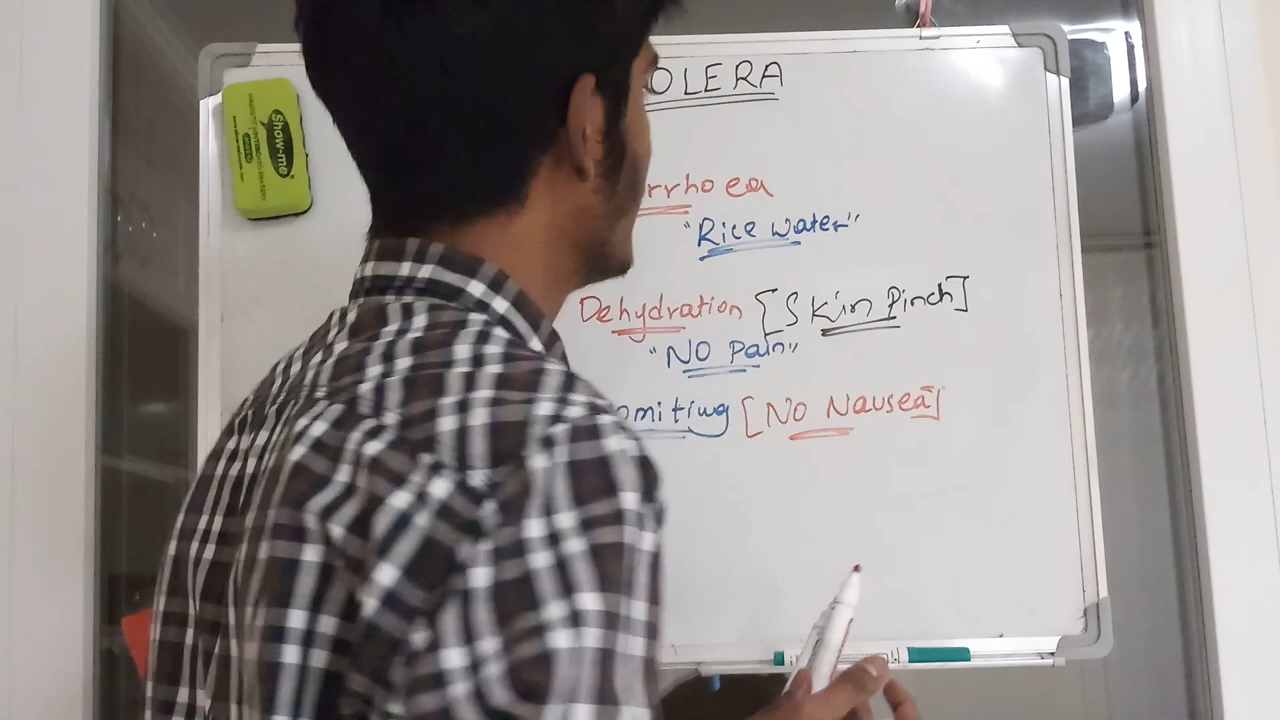 OLERA
rrhoea
"Rice water"
Dehydration [Skin Pinch]
"NO Pain"
omiting [No Nausea]
Show-me